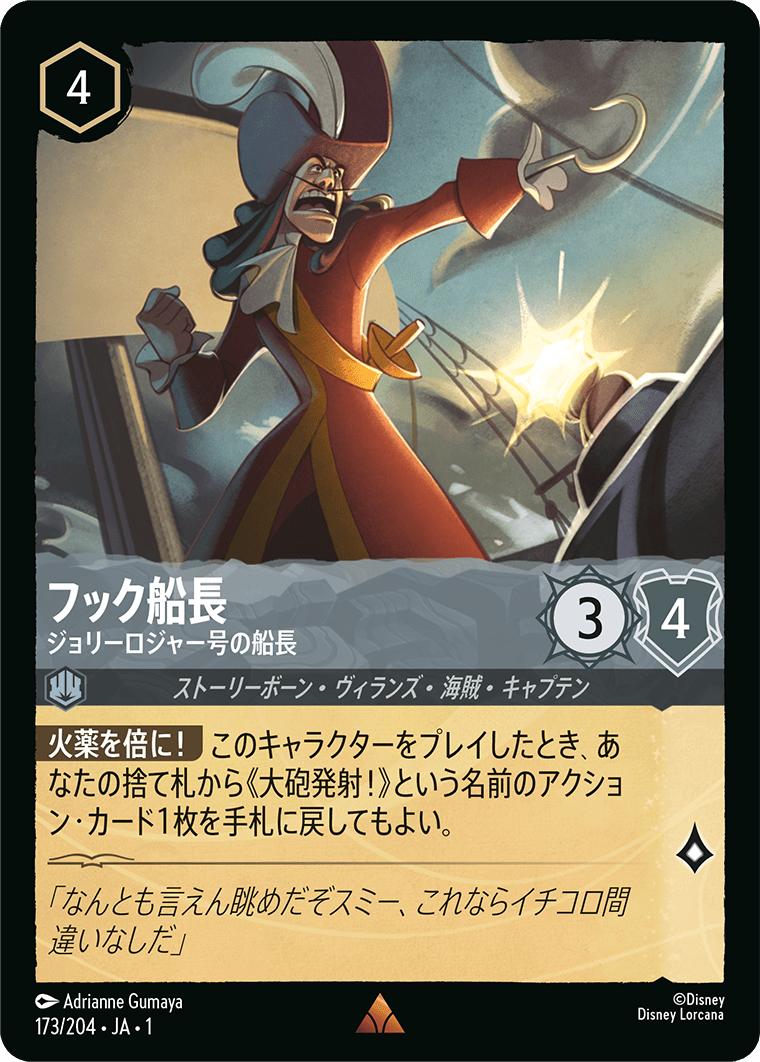 4
フック船長
ジョリーロジャー号の船長
3
4
ストーリーボーン・ヴィランズ・海賊・キャプテン
火薬を倍に! このキャラクターをプレイしたとき、あ
なたの捨て札から《大砲発射!》という名前のアクショ
ン・カード1枚を手札に戻してもよい。
「なんとも言えん眺めだぞスミー、これならイチコロ間
違いなしだ」
Adrianne Gumaya
173/204・JA・1
©Disney
Disney Lorcana